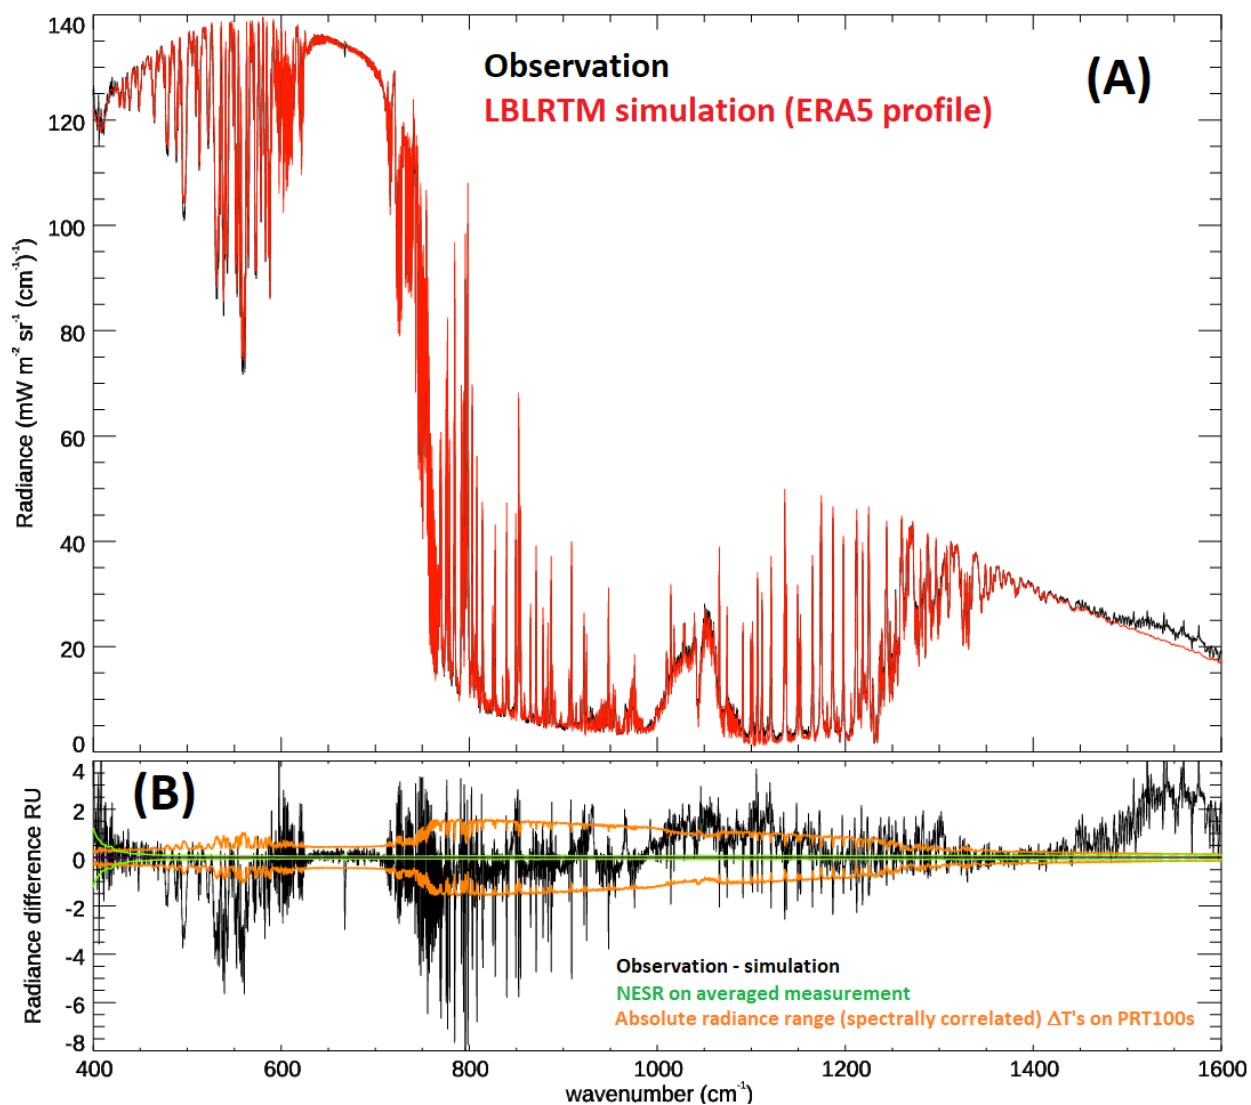 140
120
100
80
60
40
20
0
Radiance (mW m⁻² sr⁻¹ (cm⁻¹)⁻¹)
Observation
LBLRTM simulation (ERA5 profile)
(A)
4
2
0
-2
-4
-6
-8
Radiance difference RU
(B)
Observation - simulation
NESR on averaged measurement
Absolute radiance range (spectrally correlated) ΔT's on PRT100s
400 600 800 1000 1200 1400 1600
wavenumber (cm⁻¹)